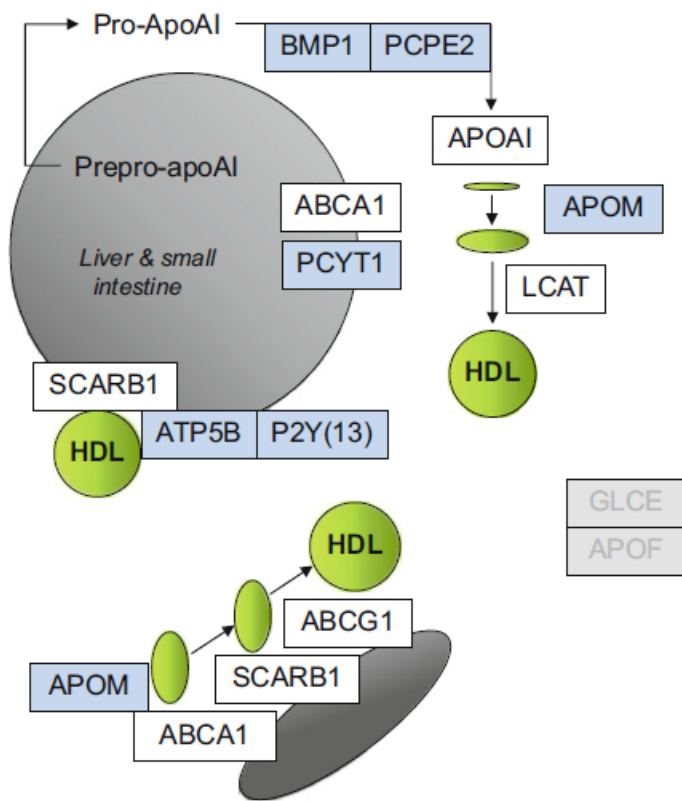 Pro-ApoAI
BMP1 PCPE2
APOAI
Prepro-apoAI
ABCA1
APOM
PCYT1
Liver & small
intestine
LCAT
SCARB1
HDL
ATP5B P2Y(13)
HDL
GLCE
APOF
HDL
ABCG1
SCARB1
APOM
ABCA1